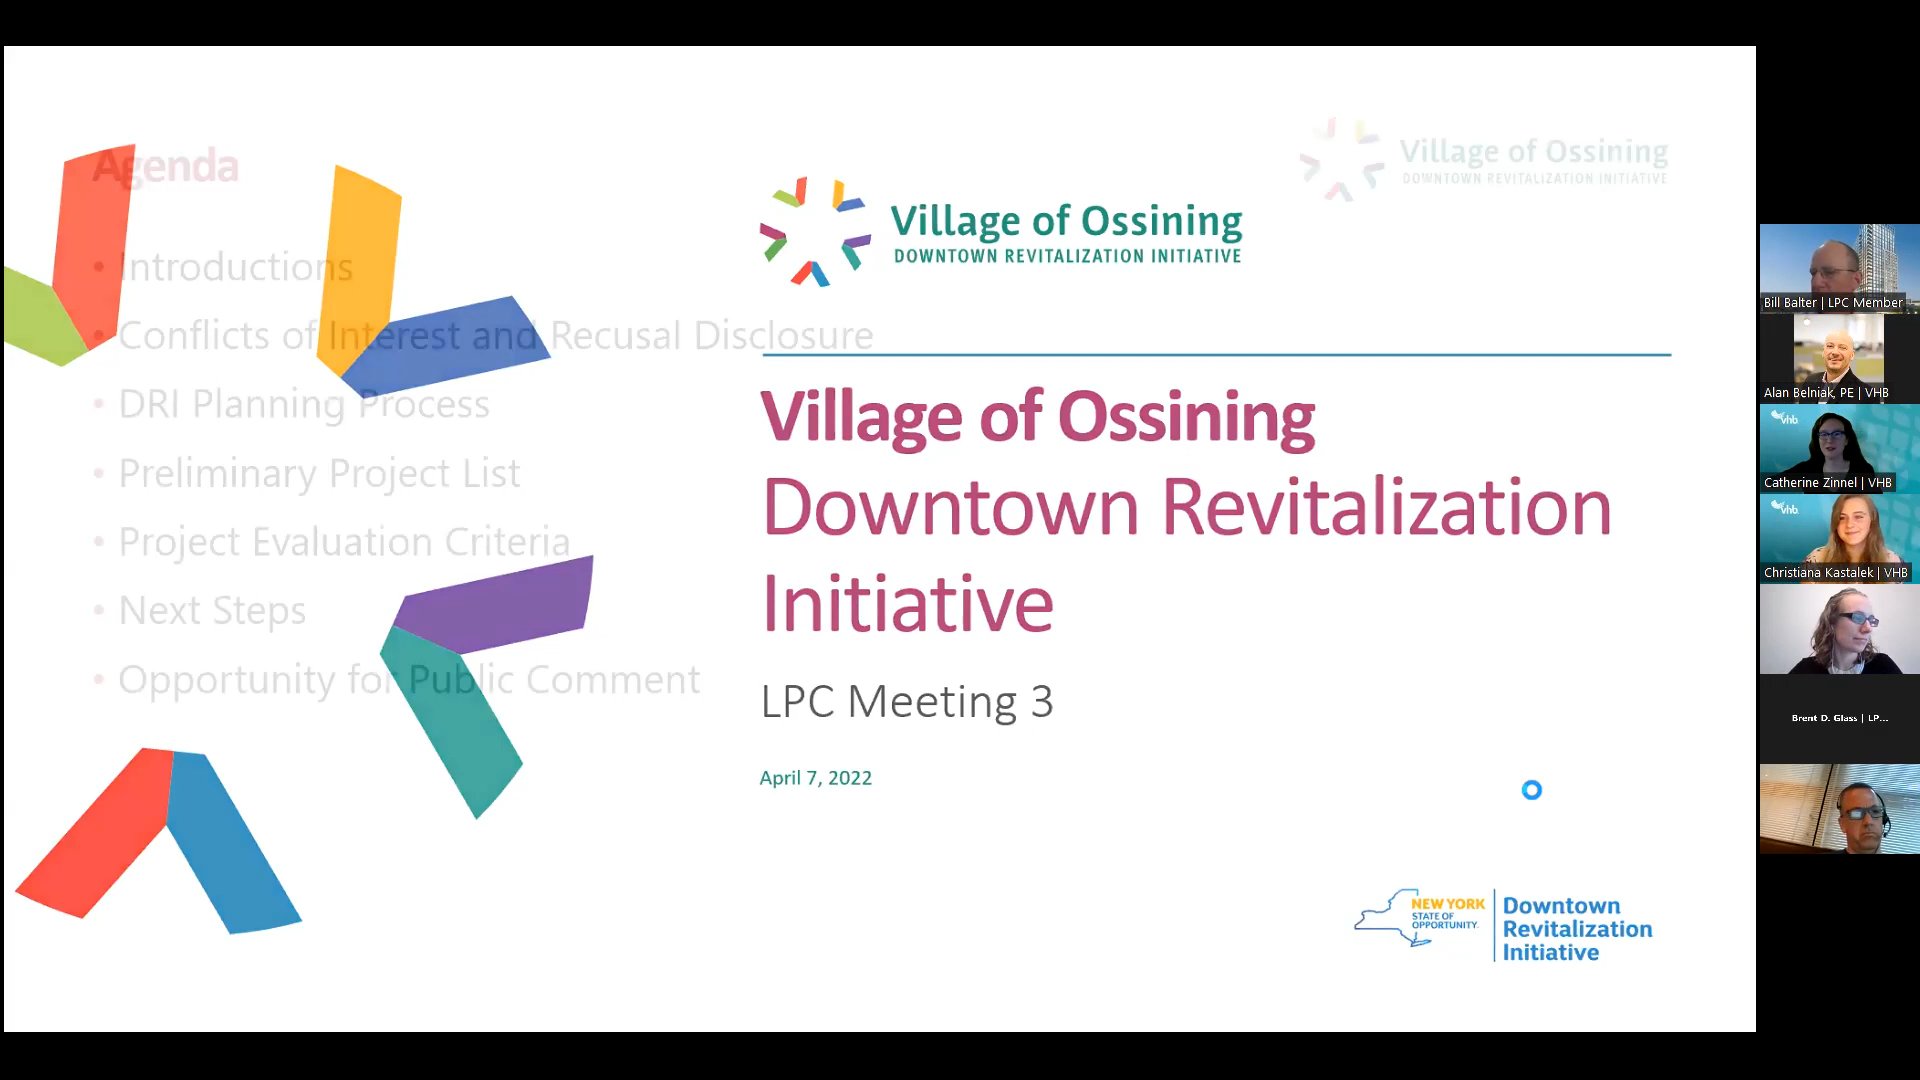 Agenda
• Introductions
• Conflicts of Interest and Recusal Disclosure
• DRI Planning Process
• Preliminary Project List
• Project Evaluation Criteria
• Next Steps
• Opportunity for Public Comment
Village of Ossining
DOWNTOWN REVITALIZATION INITIATIVE
Village of Ossining
DOWNTOWN REVITALIZATION INITIATIVE
Village of Ossining
Downtown Revitalization
Initiative
LPC Meeting 3
April 7, 2022
NEW YORK
STATE OF
OPPORTUNITY.
Downtown
Revitalization
Initiative
Bill Balter | LPC Member
Alan Belniak, PE | VHB
vhb
Catherine Zinnel | VHB
vhb
Christiana Kastalek | VHB
Brent D. Glass | LP...